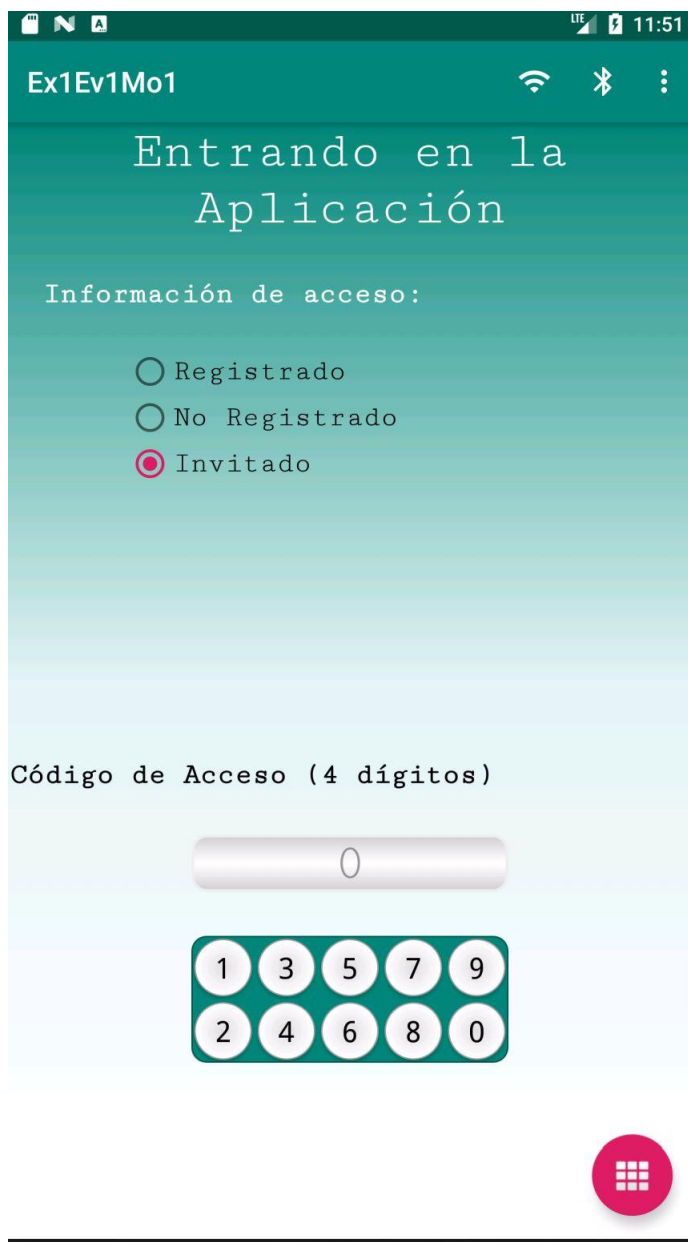 LTE 11:51
Ex1Ev1Mo1
Entrando en la
Aplicación
Información de acceso:
Registrado
No Registrado
Invitado
Código de Acceso (4 dígitos)
0
1 3 5 7 9
2 4 6 8 0